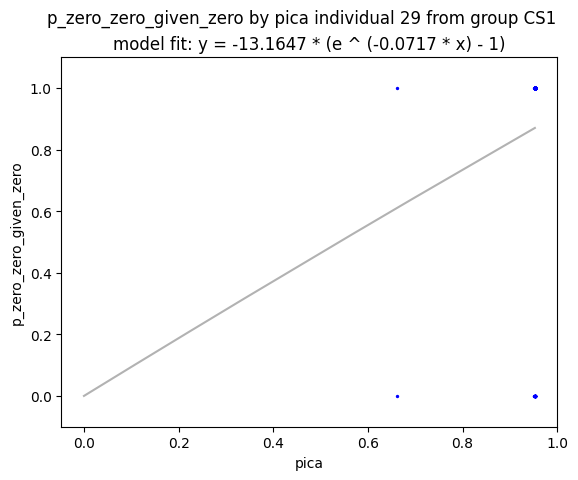 p_zero_zero_given_zero by pica individual 29 from group CS1
model fit: y = -13.1647 * (e ^ (-0.0717 * x) - 1)
1.0
0.8
0.6
0.4
0.2
0.0
p_zero_zero_given_zero
0.0 0.2 0.4 0.6 0.8 1.0
pica